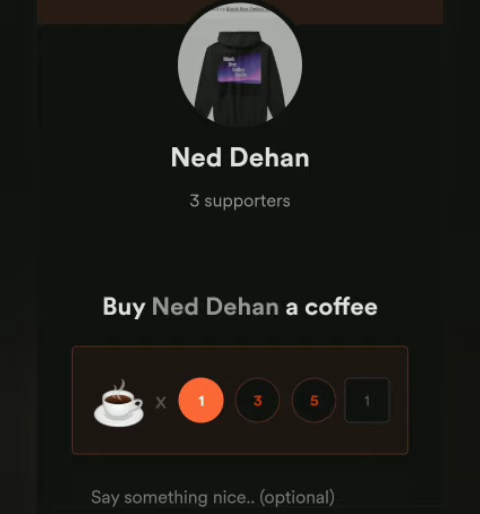 Ned Dehan
3 supporters
Buy Ned Dehan a coffee
x 1 3 5 1
Say something nice.. (optional)